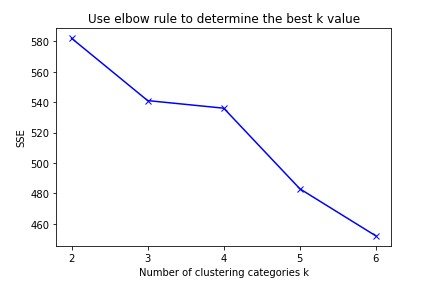 Use elbow rule to determine the best k value
580
560
540
520
500
480
460
SSE
2 3 4 5 6
Number of clustering categories k